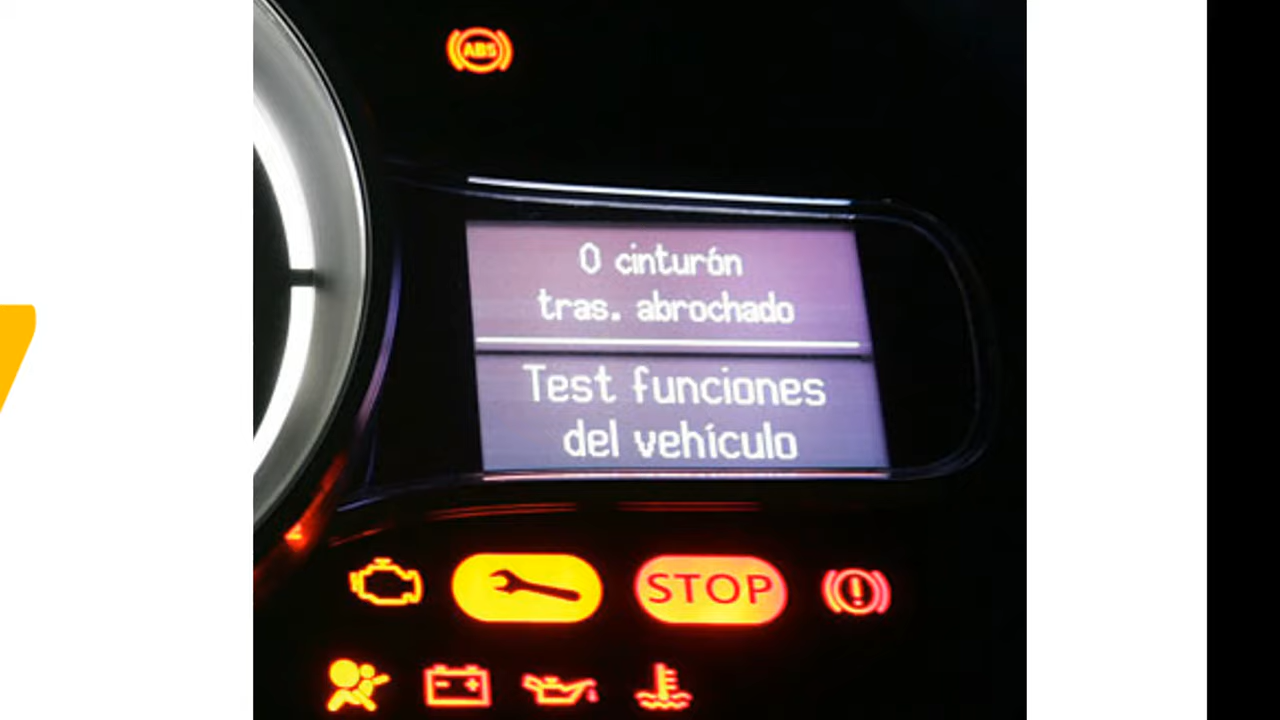 ABS
0 cinturón
tras. abrochado
Test funciones
del vehículo
STOP